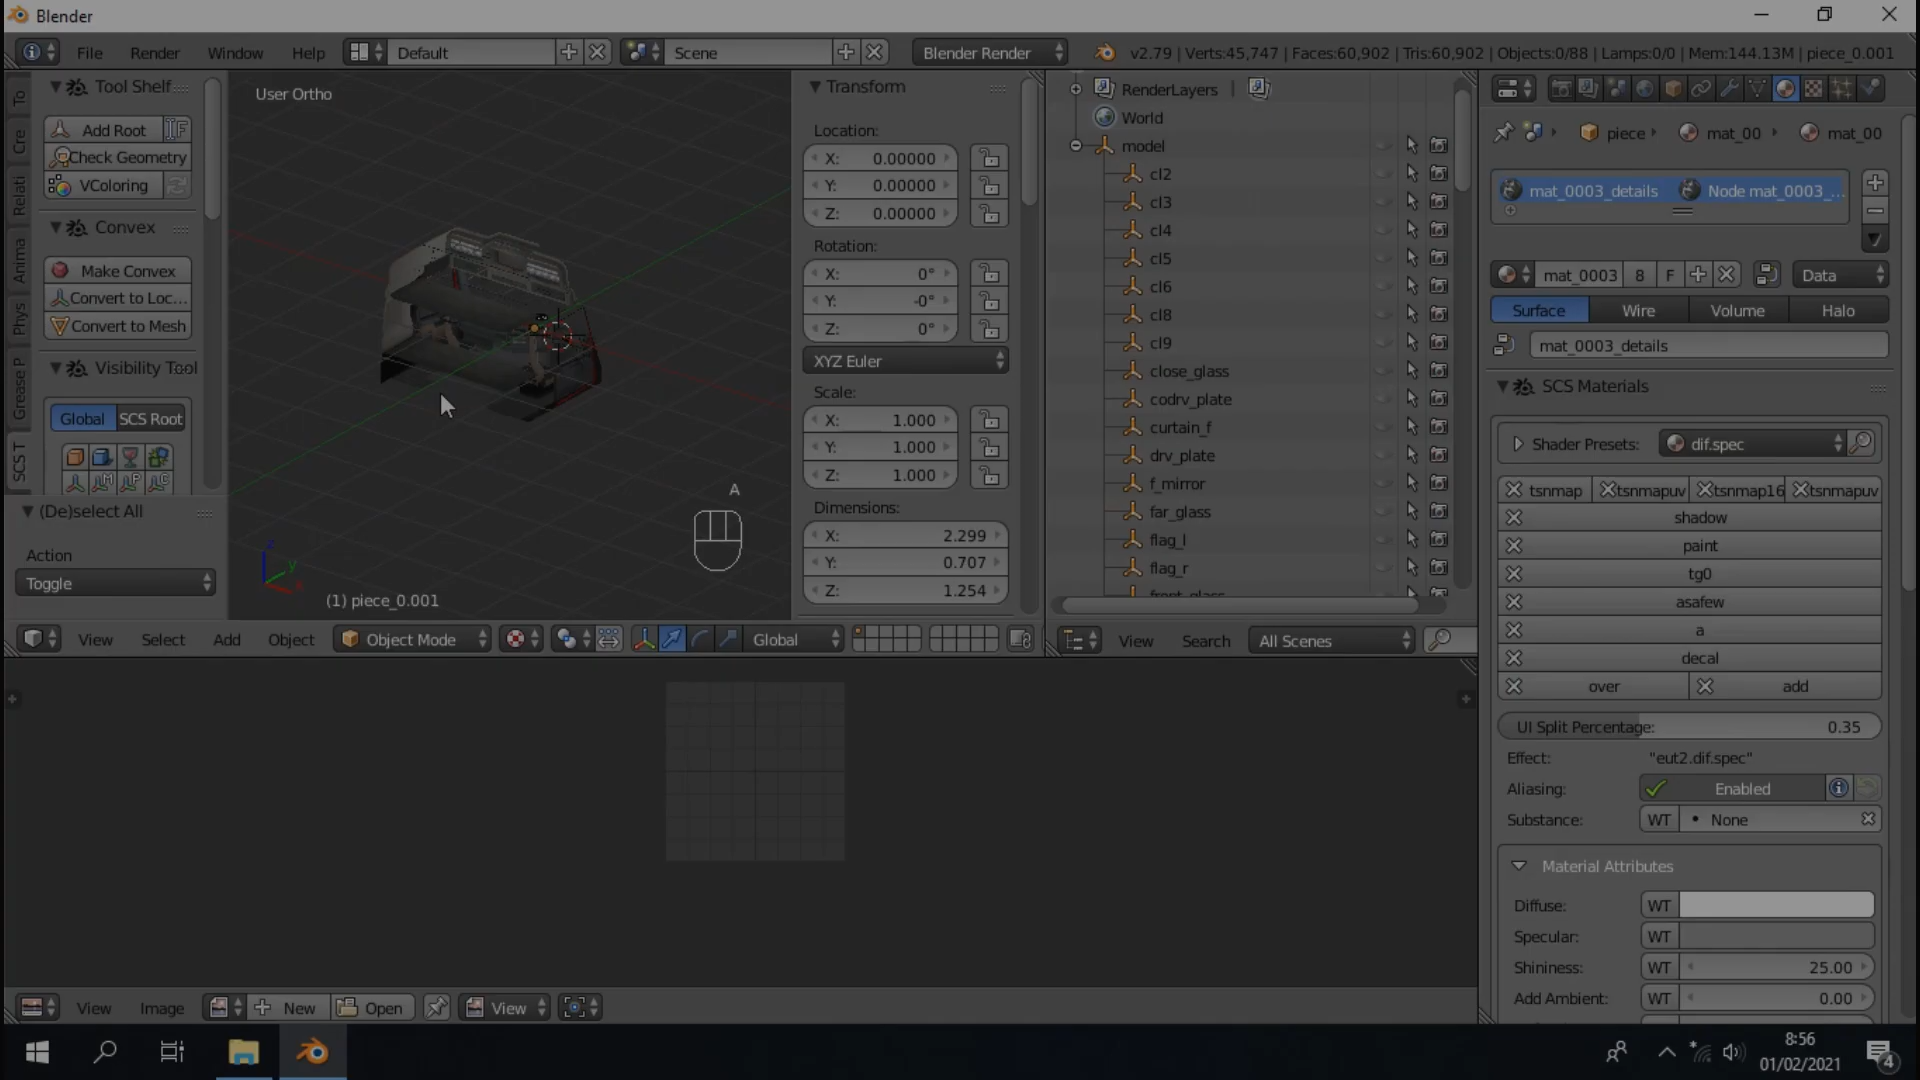 Blender
File Render Window Help Default Scene Blender Render v2.79 | Verts:45,747 | Faces:60,902 | Tris:60,902 | Objects:0/88 | Lamps:0/0 | Mem:144.13M | piece_0.001
Tool Shelf
Add Root
Check Geometry
VColoring
Convex
Make Convex
Convert to Loc...
Convert to Mesh
Visibility Tool
Global SCS Root
(De)select All
Action
Toggle
To
Cre
Relati
Anima
Phys
Grease P
SCS T
User Ortho
A
(1) piece_0.001
View Select Add Object Object Mode Global
Transform
Location:
X: 0.00000
Y: 0.00000
Z: 0.00000
Rotation:
X: 0°
Y: -0°
Z: 0°
XYZ Euler
Scale:
X: 1.000
Y: 1.000
Z: 1.000
Dimensions:
X: 2.299
Y: 0.707
Z: 1.254
RenderLayers |
World
model
cl2
cl3
cl4
cl5
cl6
cl8
cl9
close_glass
codrv_plate
curtain_f
drv_plate
f_mirror
far_glass
flag_l
flag_r
front_glass
View Search All Scenes
piece mat_00 mat_00
mat_0003_details Node mat_0003_...
mat_0003 8 F Data
Surface Wire Volume Halo
mat_0003_details
SCS Materials
Shader Presets: dif.spec
tsnmap tsnmapuv tsnmap16 tsnmapuv
shadow
paint
tg0
asafew
a
decal
over add
UI Split Percentage: 0.35
Effect: "eut2.dif.spec"
Aliasing: Enabled
Substance: WT None
Material Attributes
Diffuse: WT
Specular: WT
Shininess: WT 25.00
Add Ambient: WT 0.00
View Image New Open View
8:56
01/02/2021
4